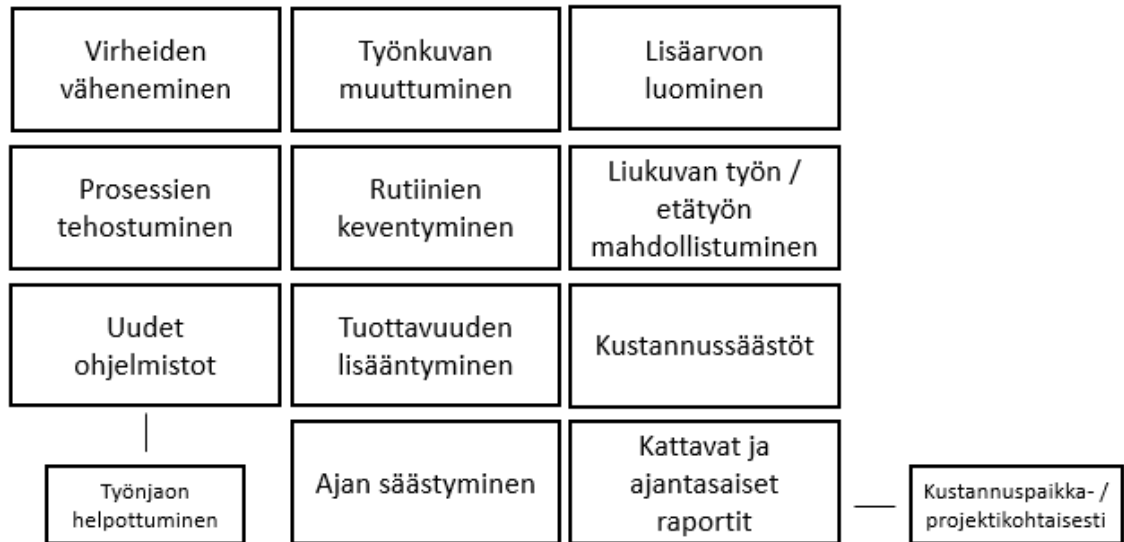 Virheiden
väheneminen
Työnkuvan
muuttuminen
Lisäarvon
luominen
Prosessien
tehostuminen
Rutiinien
keventyminen
Liukuvan työn /
etätyön
mahdollistuminen
Uudet
ohjelmistot
Tuottavuuden
lisääntyminen
Kustannussäästöt
Työnjaon
helpottuminen
Ajan säästyminen
Kattavat ja
ajantasaiset
raportit
Kustannuspaikka- /
projektikohtaisesti